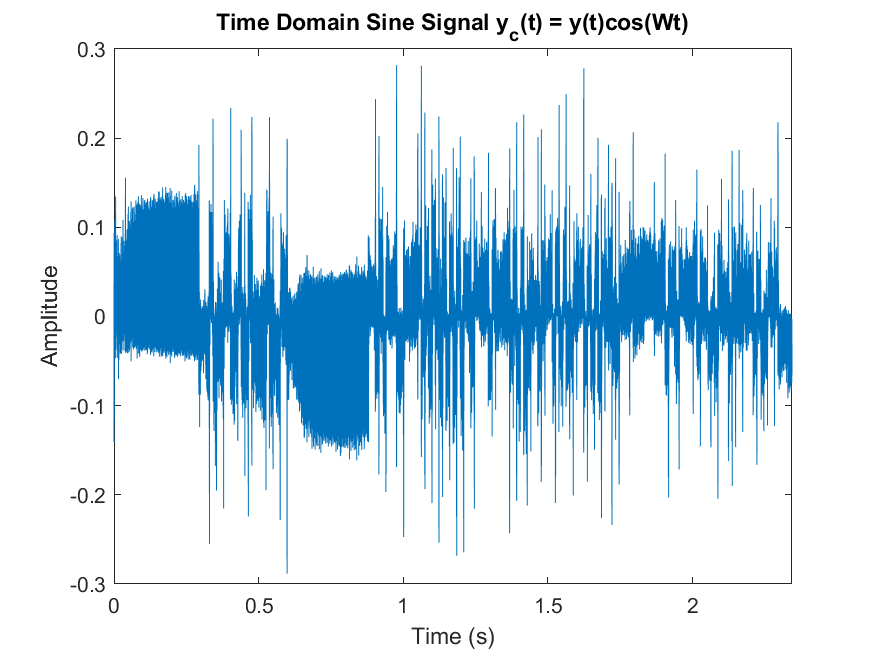 Time Domain Sine Signal y_c(t) = y(t)cos(Wt)
0.3
0.2
0.1
0
-0.1
-0.2
-0.3
Amplitude
0 0.5 1 1.5 2
Time (s)